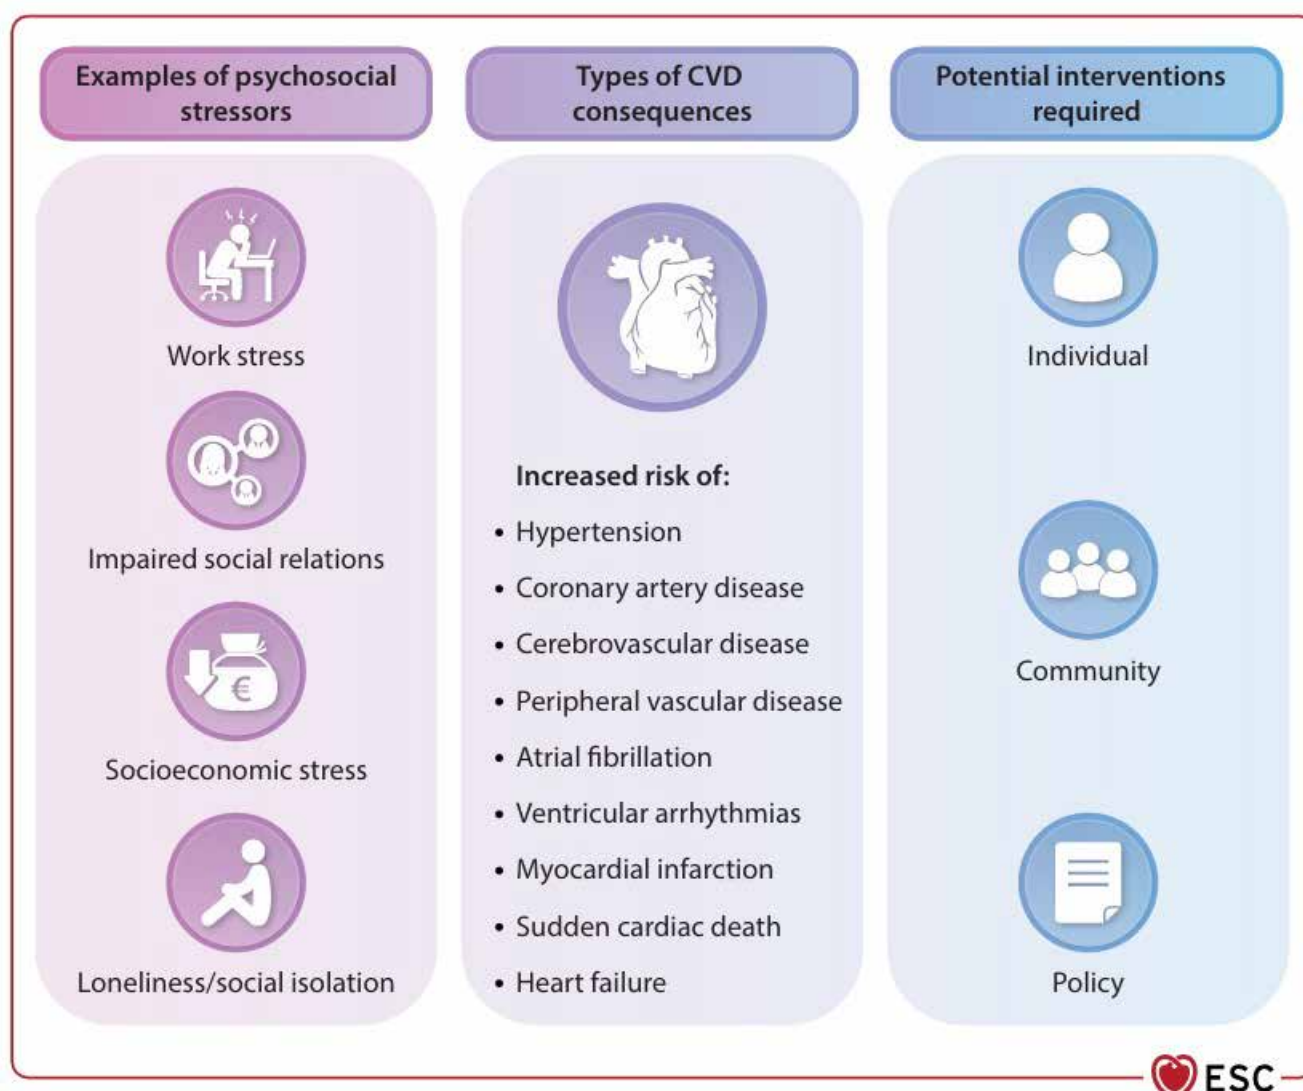 Examples of psychosocial
stressors
Work stress
Impaired social relations
€
Socioeconomic stress
Loneliness/social isolation
Types of CVD
consequences
Increased risk of:
• Hypertension
• Coronary artery disease
• Cerebrovascular disease
• Peripheral vascular disease
• Atrial fibrillation
• Ventricular arrhythmias
• Myocardial infarction
• Sudden cardiac death
• Heart failure
Potential interventions
required
Individual
Community
Policy
ESC